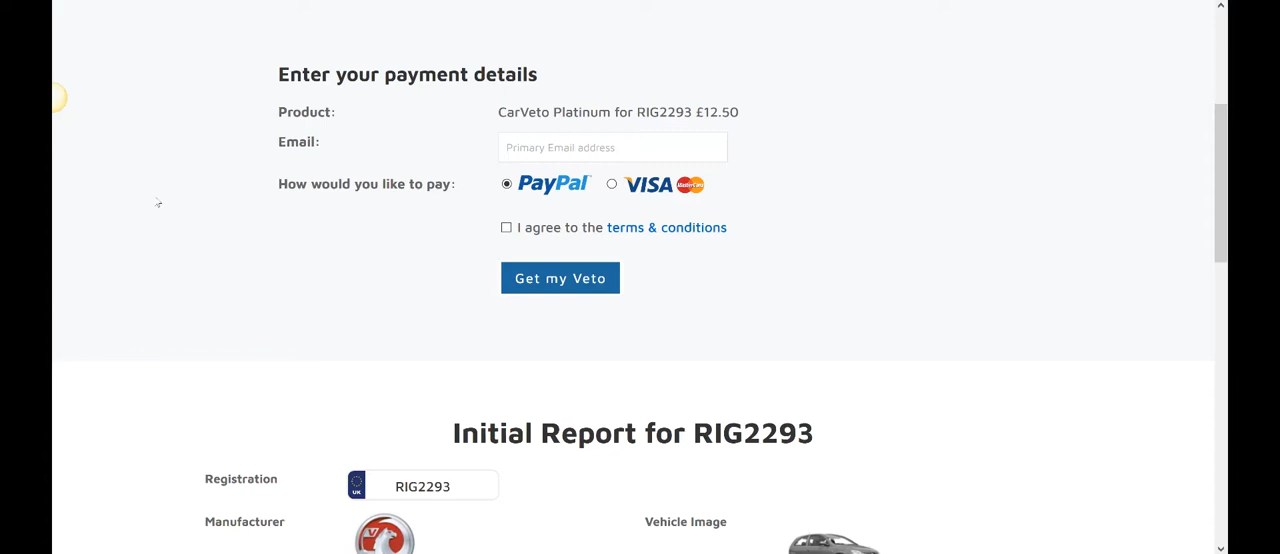 Enter your payment details
Product: CarVeto Platinum for RIG2293 £12.50
Email: Primary Email address
How would you like to pay: PayPal VISA MasterCard
I agree to the terms & conditions
Get my Veto
Initial Report for RIG2293
Registration UK RIG2293
Manufacturer Vehicle Image
V